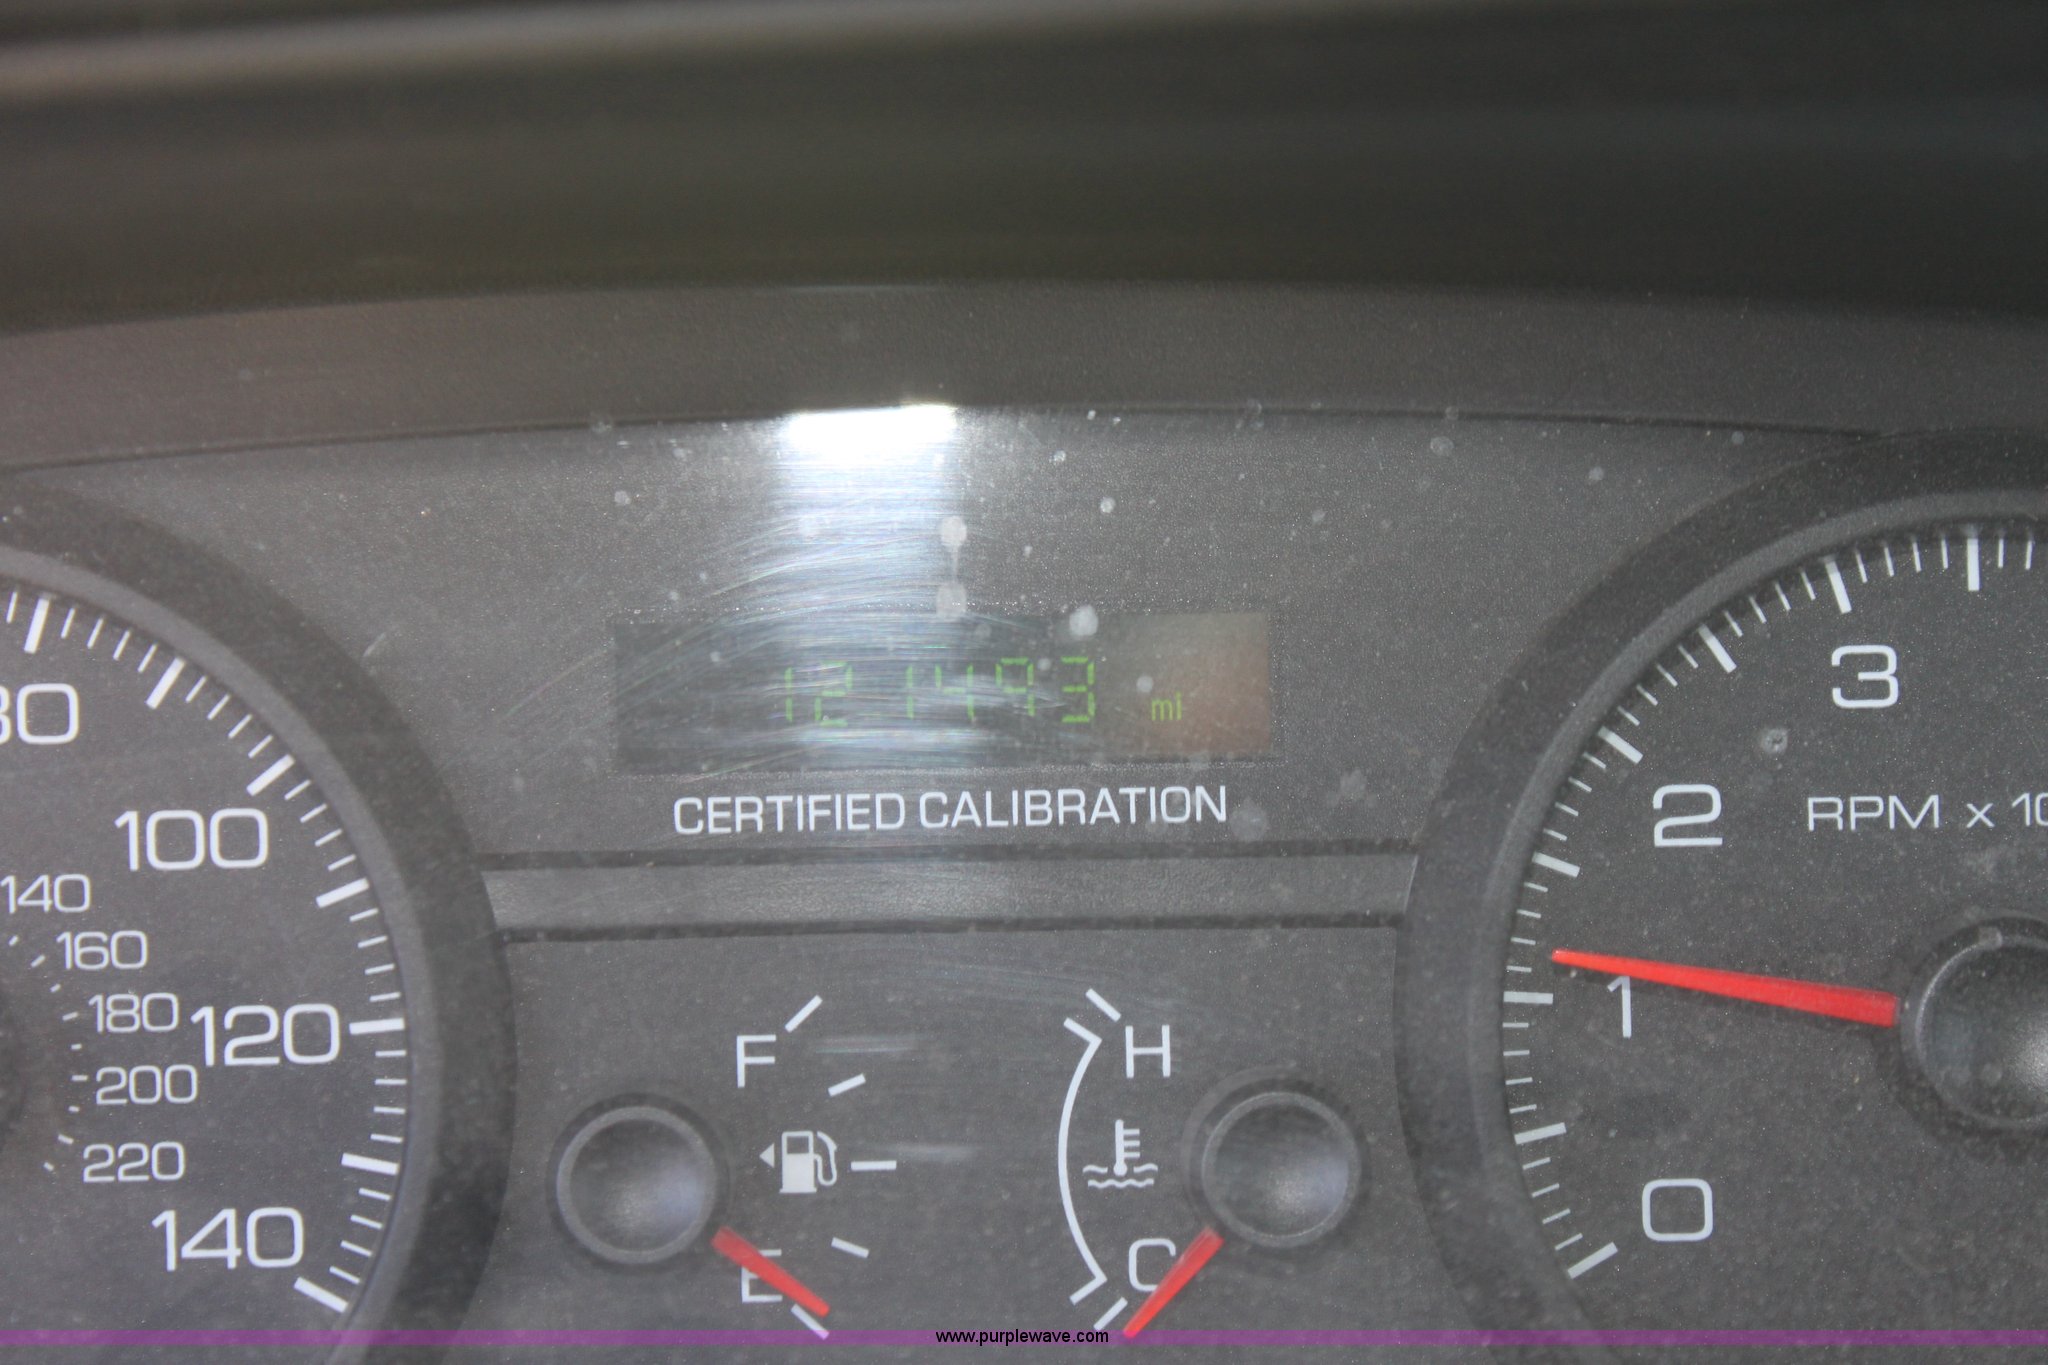 121493 mi
CERTIFIED CALIBRATION
80
100
120
140
140
160
180
200
220
F
E
H
C
3
2
1
0
RPM x 10
www.purplewave.com